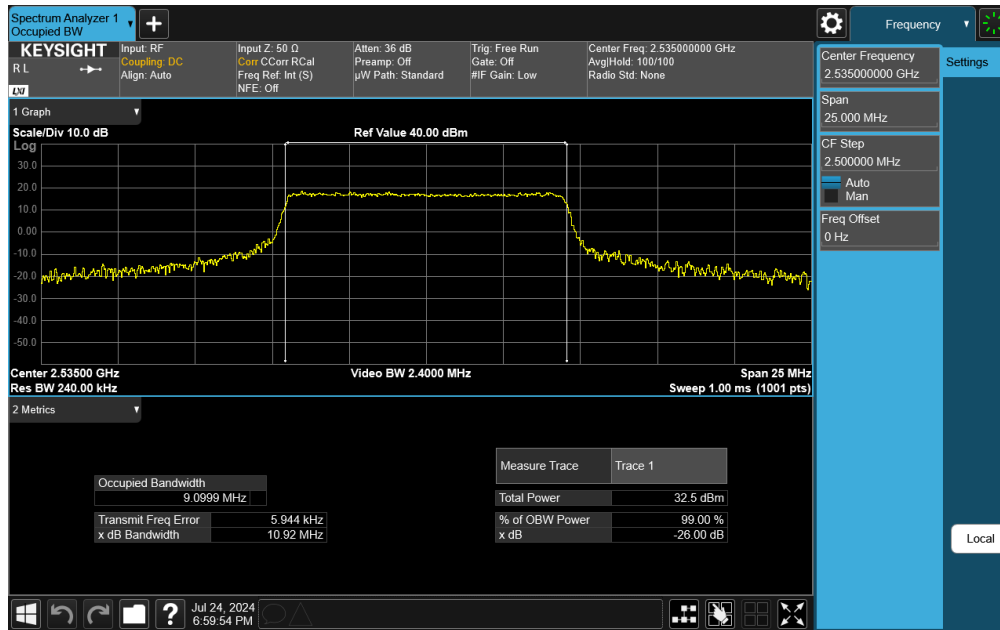 Spectrum Analyzer 1
Occupied BW
+
Frequency
KEYSIGHT
R L
LXI
Input: RF
Coupling: DC
Align: Auto
Input Z: 50 Ω
Corr CCorr RCal
Freq Ref: Int (S)
NFE: Off
Atten: 36 dB
Preamp: Off
µW Path: Standard
Trig: Free Run
Gate: Off
#IF Gain: Low
Center Freq: 2.535000000 GHz
Avg|Hold: 100/100
Radio Std: None
Center Frequency
2.535000000 GHz
Settings
Span
25.000 MHz
CF Step
2.500000 MHz
Auto
Man
Freq Offset
0 Hz
Local
1 Graph
Scale/Div 10.0 dB
Ref Value 40.00 dBm
Log
30.0
20.0
10.0
0.00
-10.0
-20.0
-30.0
-40.0
-50.0
Center 2.53500 GHz
Video BW 2.4000 MHz
Span 25 MHz
Res BW 240.00 kHz
Sweep 1.00 ms (1001 pts)
2 Metrics
Occupied Bandwidth
9.0999 MHz
Transmit Freq Error 5.944 kHz
x dB Bandwidth 10.92 MHz
Measure Trace Trace 1
Total Power 32.5 dBm
% of OBW Power 99.00 %
x dB -26.00 dB
?
Jul 24, 2024
6:59:54 PM